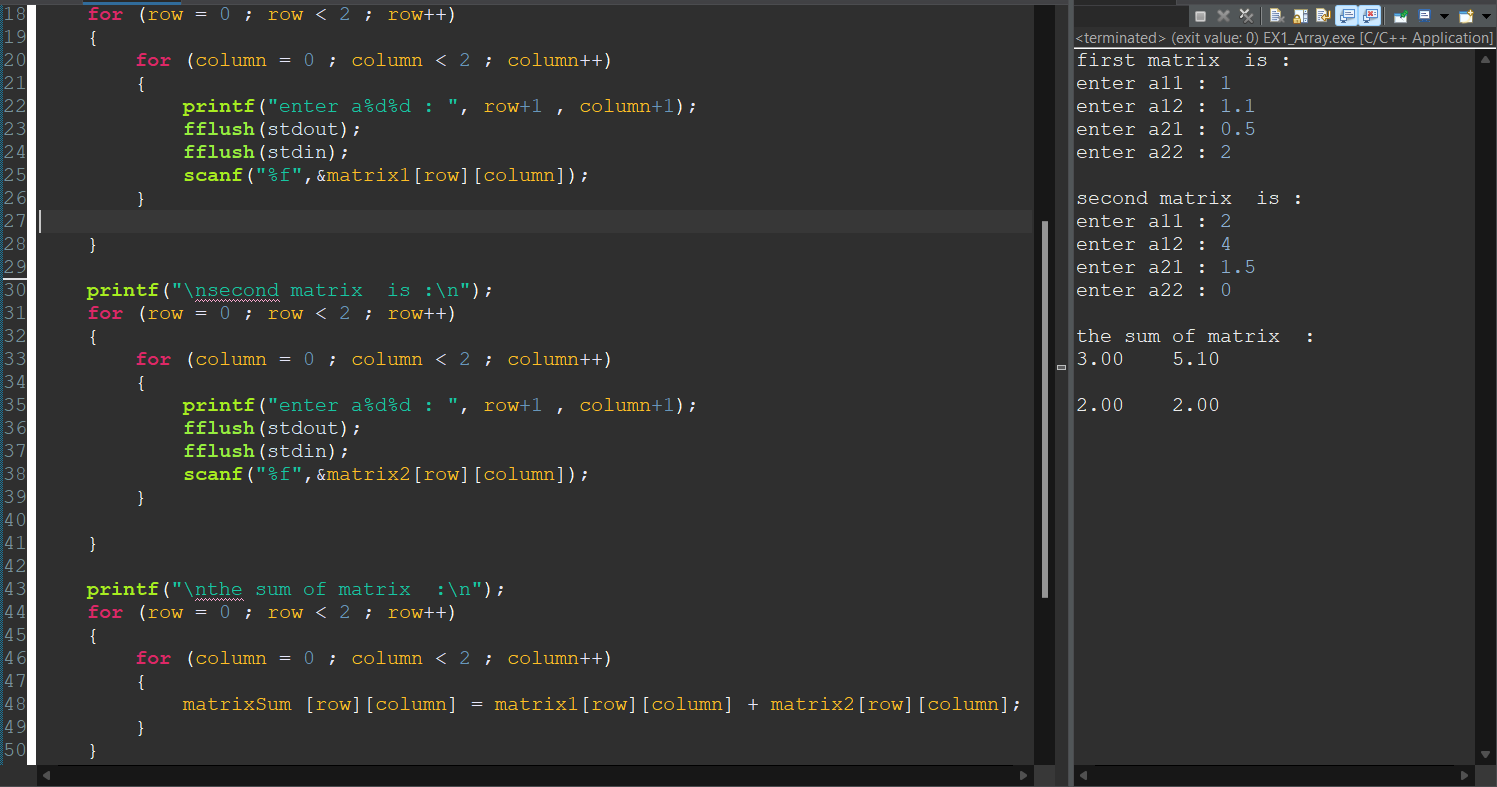 18    for (row = 0 ; row < 2 ; row++)
19    {
20        for (column = 0 ; column < 2 ; column++)
21        {
22            printf("enter a%d%d : ", row+1 , column+1);
23            fflush(stdout);
24            fflush(stdin);
25            scanf("%f",&matrix1[row][column]);
26        }
27
28    }
29
30    printf("\nsecond matrix  is :\n");
31    for (row = 0 ; row < 2 ; row++)
32    {
33        for (column = 0 ; column < 2 ; column++)
34        {
35            printf("enter a%d%d : ", row+1 , column+1);
36            fflush(stdout);
37            fflush(stdin);
38            scanf("%f",&matrix2[row][column]);
39        }
40
41    }
42
43    printf("\nthe sum of matrix  :\n");
44    for (row = 0 ; row < 2 ; row++)
45    {
46        for (column = 0 ; column < 2 ; column++)
47        {
48            matrixSum [row][column] = matrix1[row][column] + matrix2[row][column];
49        }
50    }
<terminated> (exit value: 0) EX1_Array.exe [C/C++ Application]
first matrix  is :
enter a11 : 1
enter a12 : 1.1
enter a21 : 0.5
enter a22 : 2

second matrix  is :
enter a11 : 2
enter a12 : 4
enter a21 : 1.5
enter a22 : 0

the sum of matrix  :
3.00    5.10

2.00    2.00